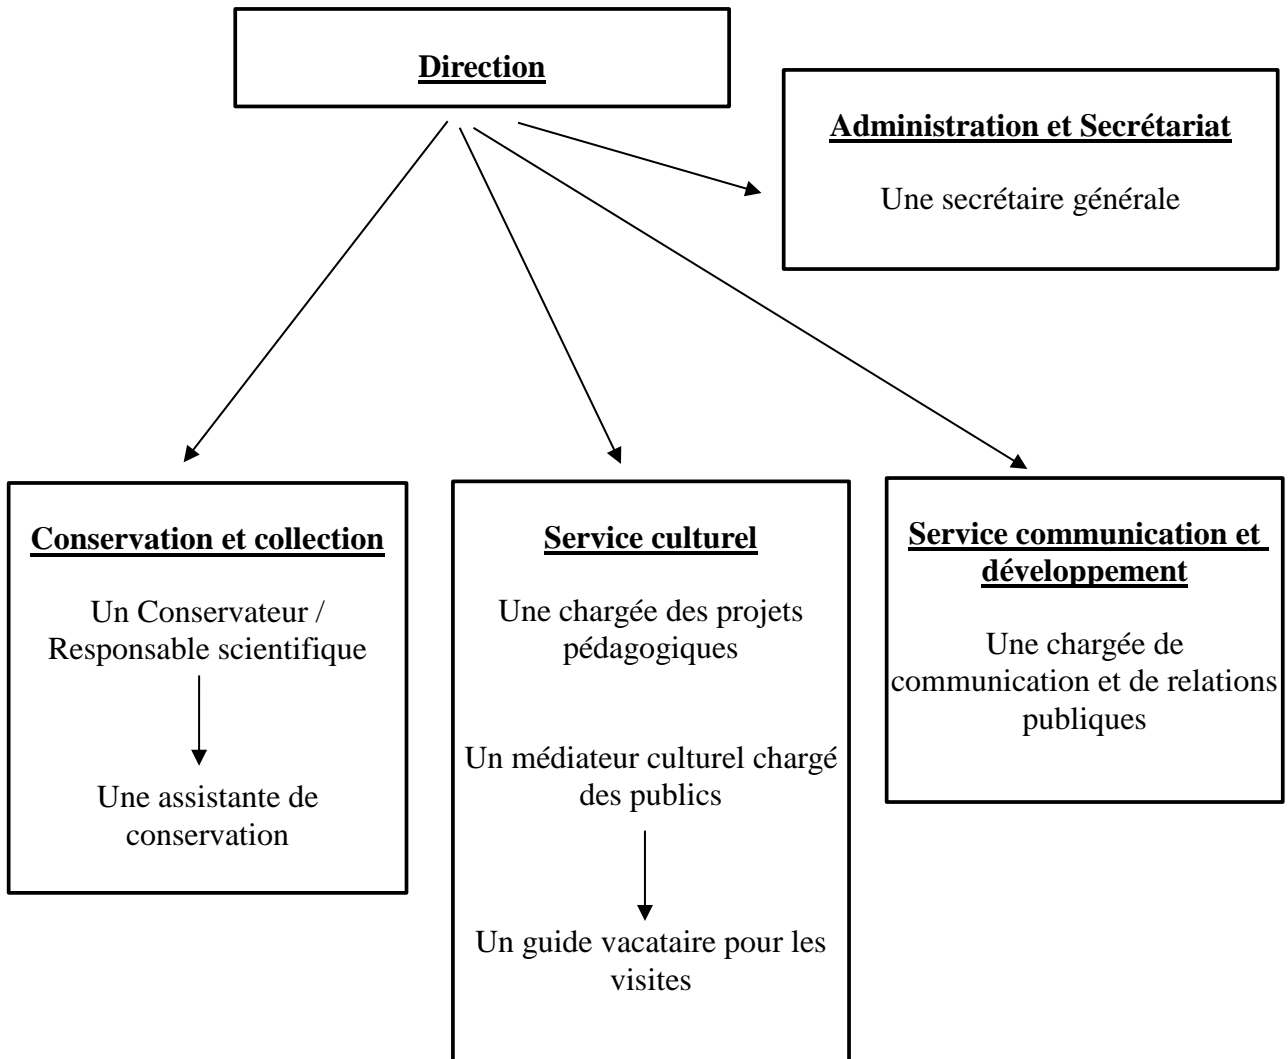 Direction
Administration et Secrétariat
Une secrétaire générale
Conservation et collection
Un Conservateur /
Responsable scientifique
Une assistante de
conservation
Service culturel
Une chargée des projets
pédagogiques
Un médiateur culturel chargé
des publics
Un guide vacataire pour les
visites
Service communication et
développement
Une chargée de
communication et de relations
publiques